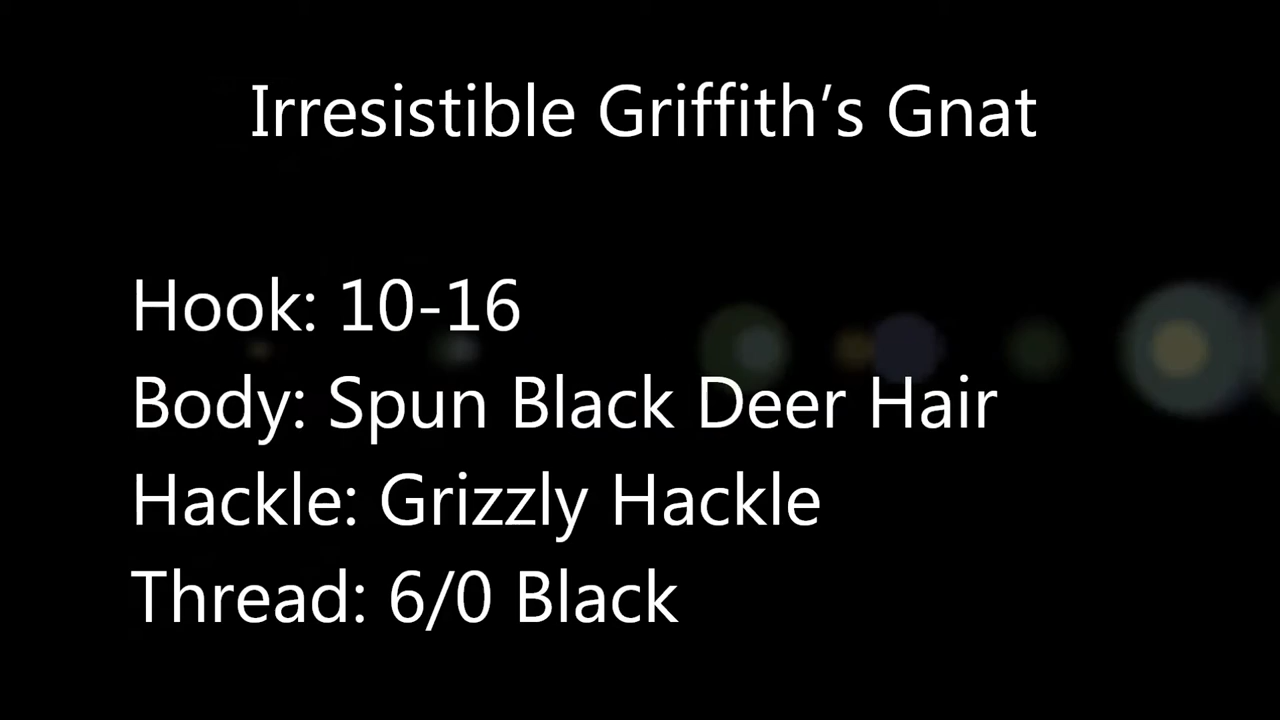 Irresistible Griffith’s Gnat
Hook: 10-16
Body: Spun Black Deer Hair
Hackle: Grizzly Hackle
Thread: 6/0 Black